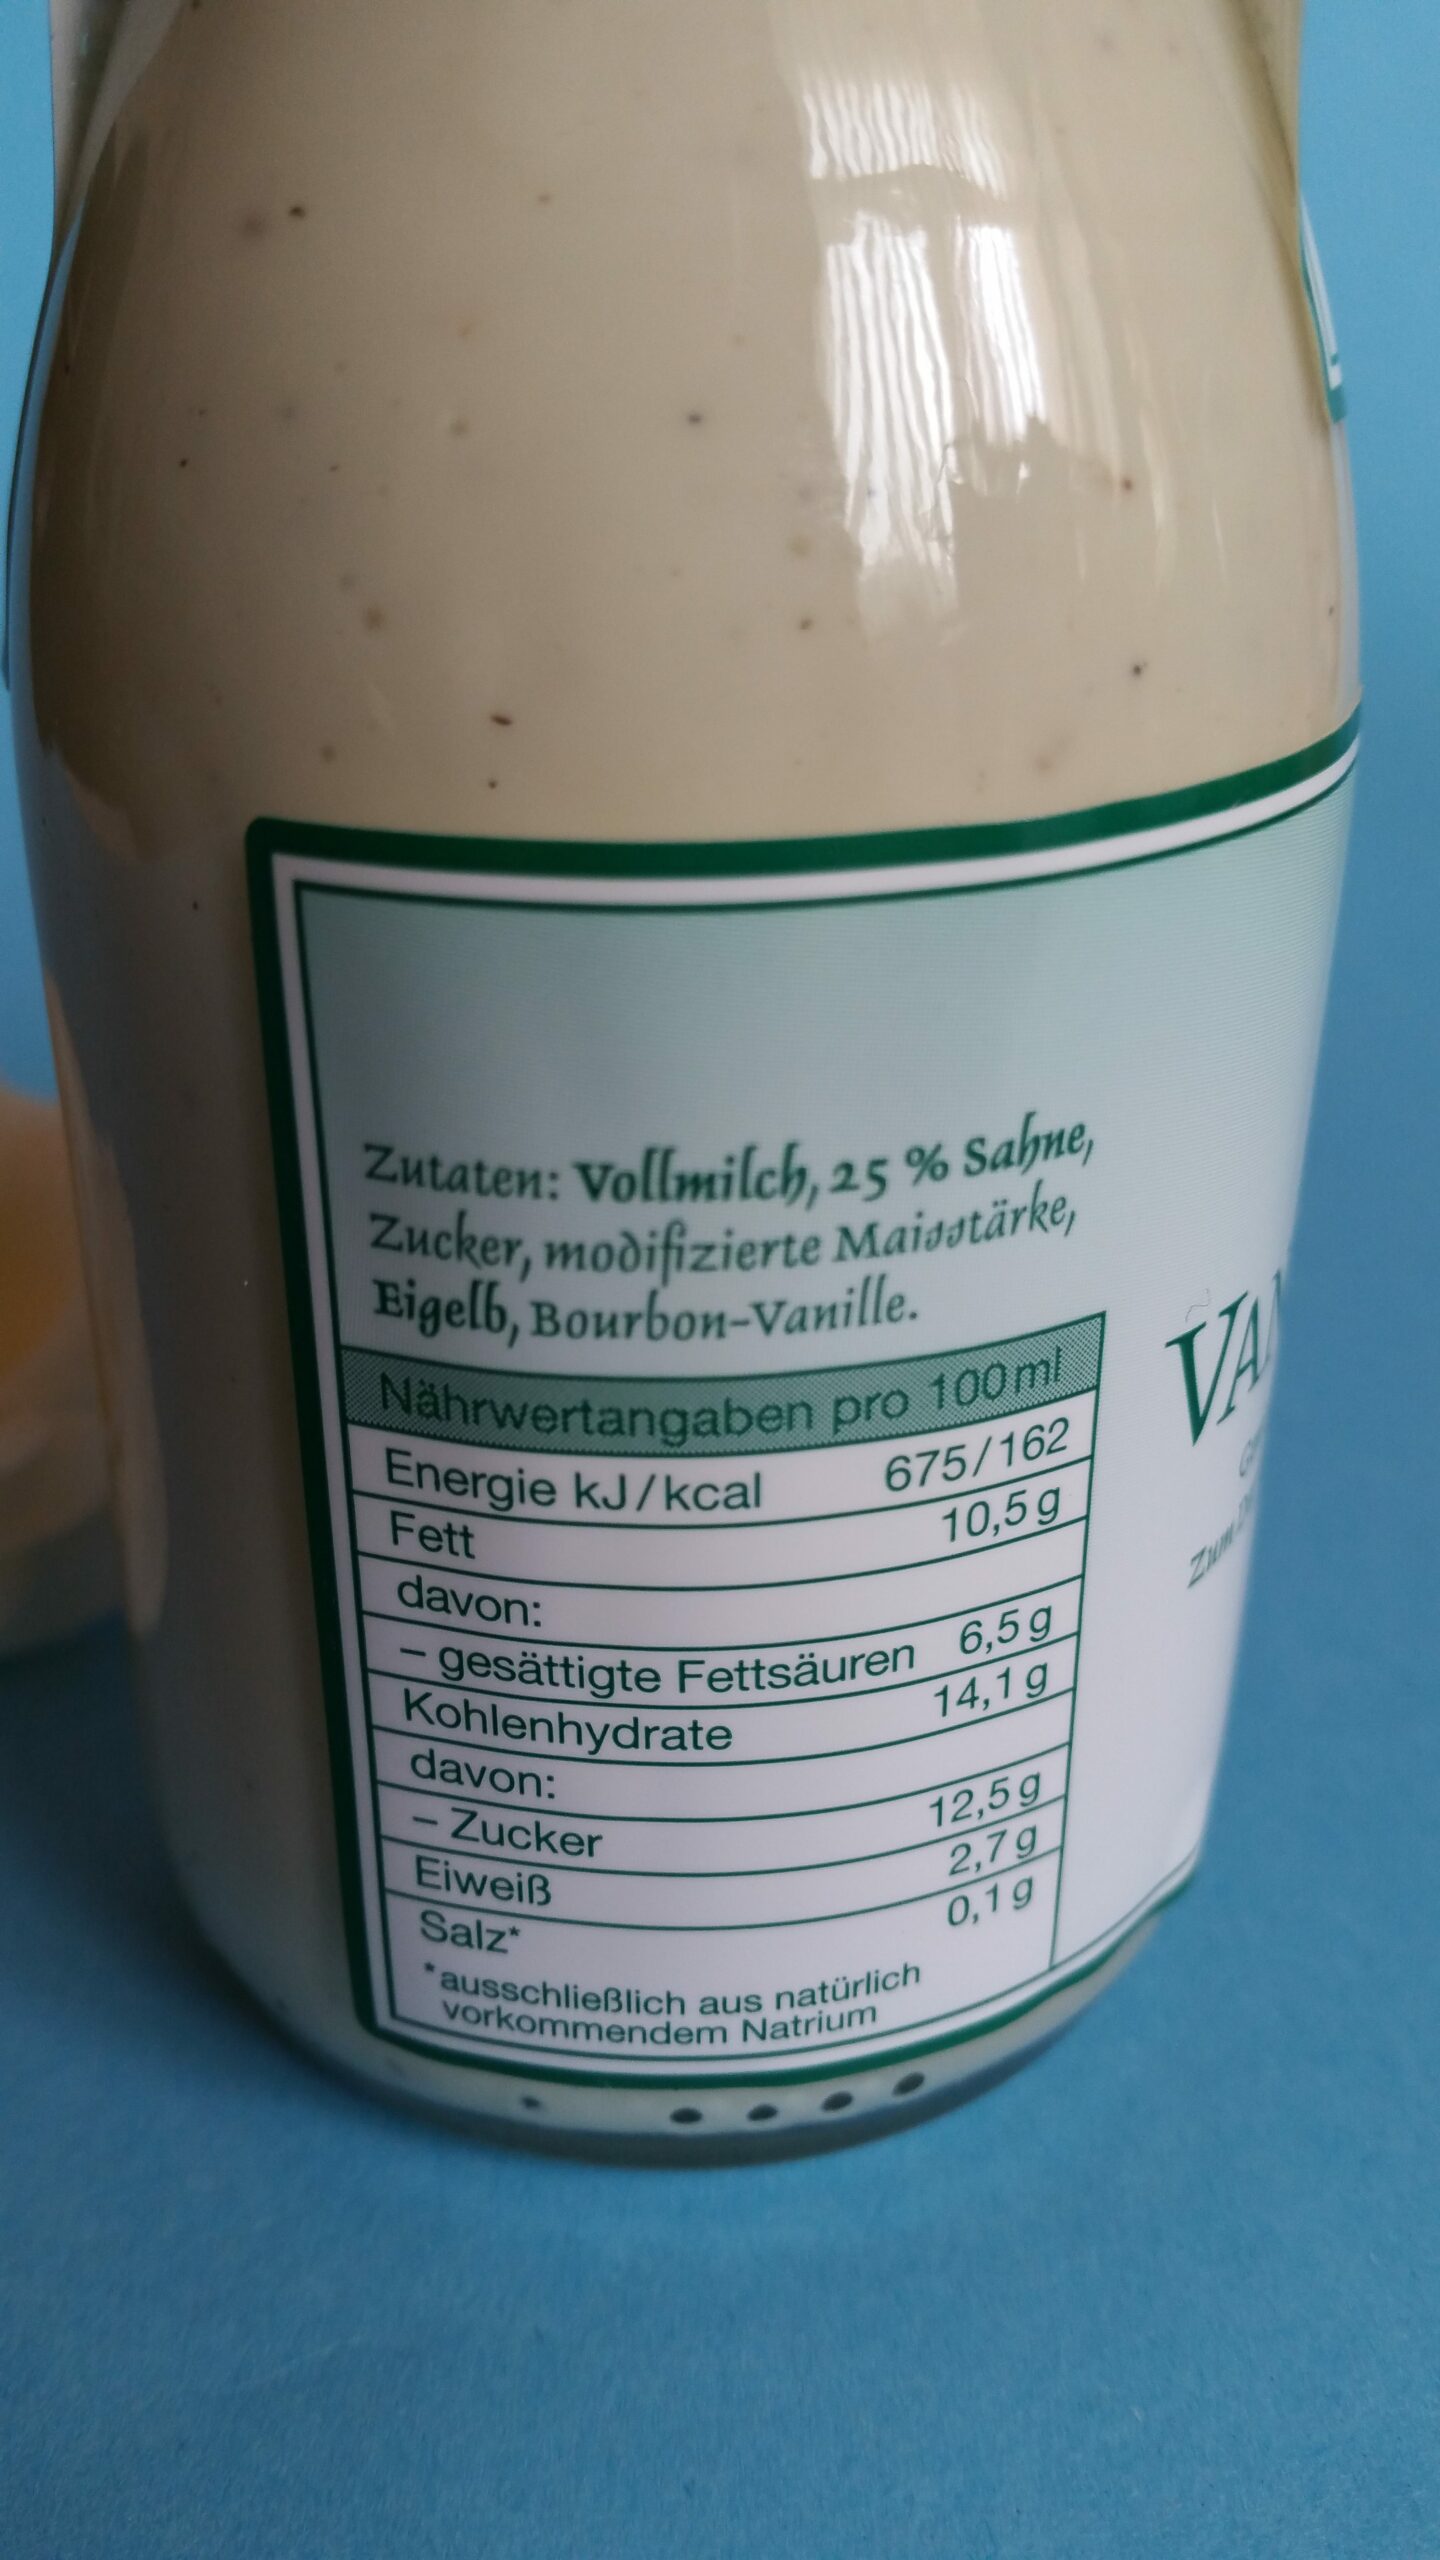 Zutaten: Vollmilch, 25 % Sahne,
Zucker, modifizierte Maisstärke,
Eigelb, Bourbon-Vanille.
Nährwertangaben pro 100 ml
Energie kJ/kcal 675/162
Fett 10,5 g
davon:
– gesättigte Fettsäuren 6,5 g
Kohlenhydrate 14,1 g
davon:
– Zucker 12,5 g
Eiweiß 2,7 g
Salz* 0,1 g
*ausschließlich aus natürlich
vorkommendem Natrium